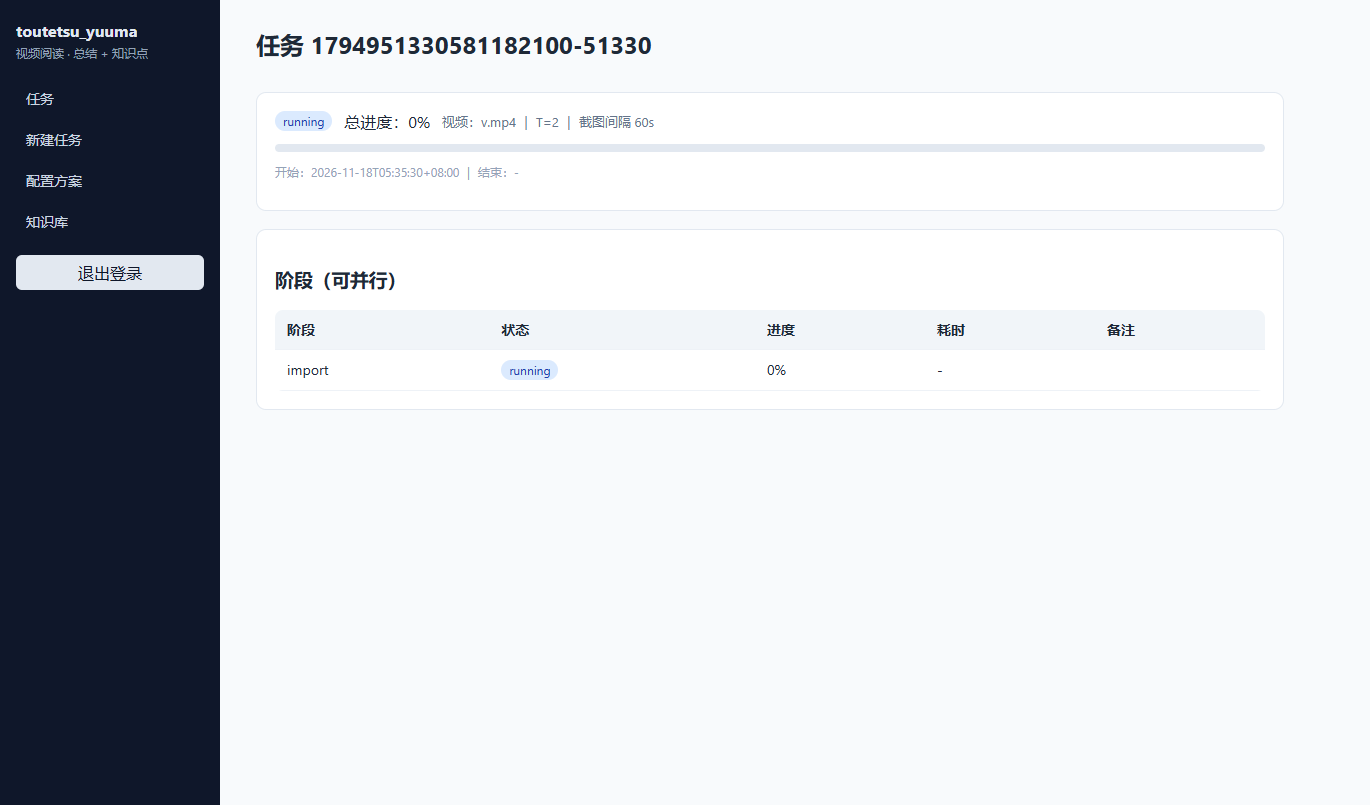 toutetsu_yuuma
视频阅读 · 总结 + 知识点
任务
新建任务
配置方案
知识库
退出登录
任务 1794951330581182100-51330
running 总进度：0% 视频：v.mp4 | T=2 | 截图间隔 60s
开始：2026-11-18T05:35:30+08:00 | 结束：-
阶段（可并行）
阶段 状态 进度 耗时 备注
import running 0% -